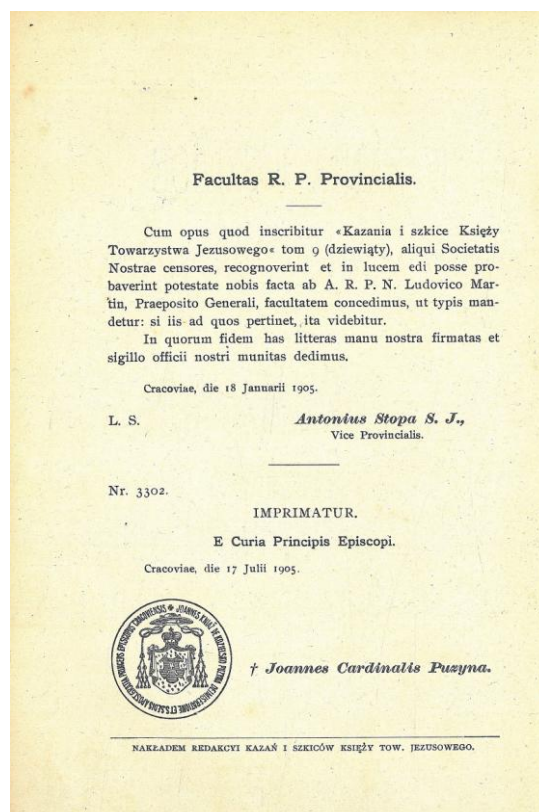 Facultas R. P. Provincialis.
Cum opus quod inscribitur «Kazania i szkice Księży
Towarzystwa Jezusowego« tom 9 (dziewiąty), aliqui Societatis
Nostrae censores, recognoverint et in lucem edi posse pro-
baverint potestate nobis facta ab A. R. P. N. Ludovico Mar-
tin, Praeposito Generali, facultatem concedimus, ut typis man-
detur: si iis ad quos pertinet, ita videbitur.
In quorum fidem has litteras manu nostra firmatas et
sigillo officii nostri munitas dedimus.
Cracoviae, die 18 Jannarii 1905.
L. S.
Antonius Stopa S. J.,
Vice Provincialis.
Nr. 3302.
IMPRIMATUR.
E Curia Principis Episcopi.
Cracoviae, die 17 Julii 1905.
† Joannes Cardinalis Puzyna.
NAKŁADEM REDAKCYI KAZAŃ I SZKICÓW KSIĘŻY TOW. JEZUSOWEGO.